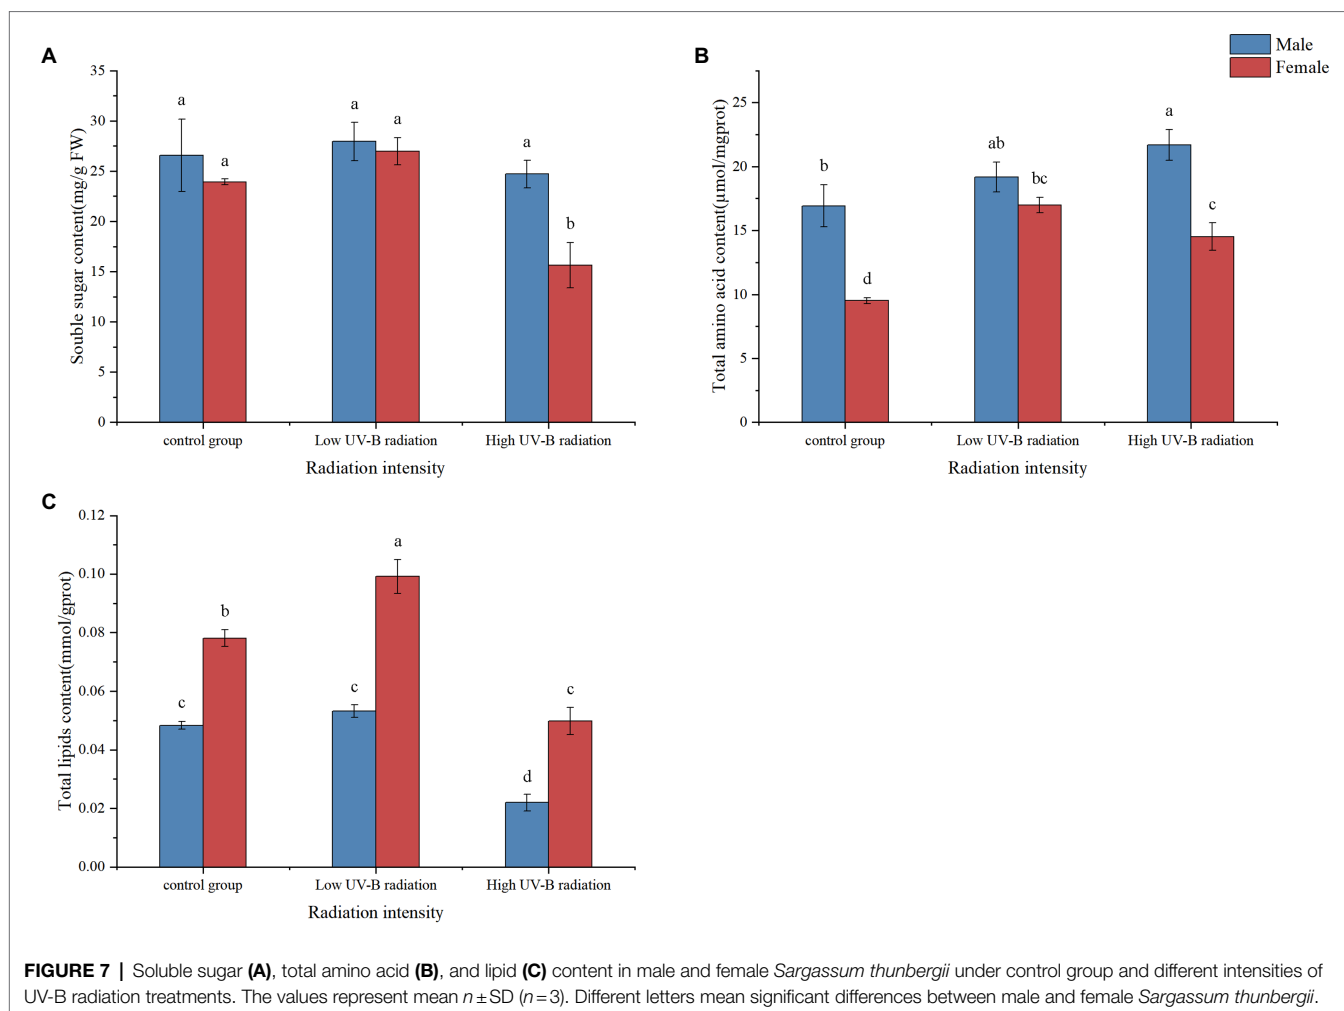 A
35
30
25
20
15
10
5
0
Souble sugar content(mg/g FW)
a
a
a
a
a
b
control group
Low UV-B radiation
High UV-B radiation
Radiation intensity
B
Male
Female
25
20
15
10
5
0
Total amino acid content(μmol/mgprot)
b
d
ab
bc
a
c
control group
Low UV-B radiation
High UV-B radiation
Radiation intensity
C
0.12
0.10
0.08
0.06
0.04
0.02
0.00
Total lipids content(mmol/gprot)
c
b
c
a
d
c
control group
Low UV-B radiation
High UV-B radiation
Radiation intensity
FIGURE 7 | Soluble sugar (A), total amino acid (B), and lipid (C) content in male and female Sargassum thunbergii under control group and different intensities of
UV-B radiation treatments. The values represent mean n ± SD (n = 3). Different letters mean significant differences between male and female Sargassum thunbergii.